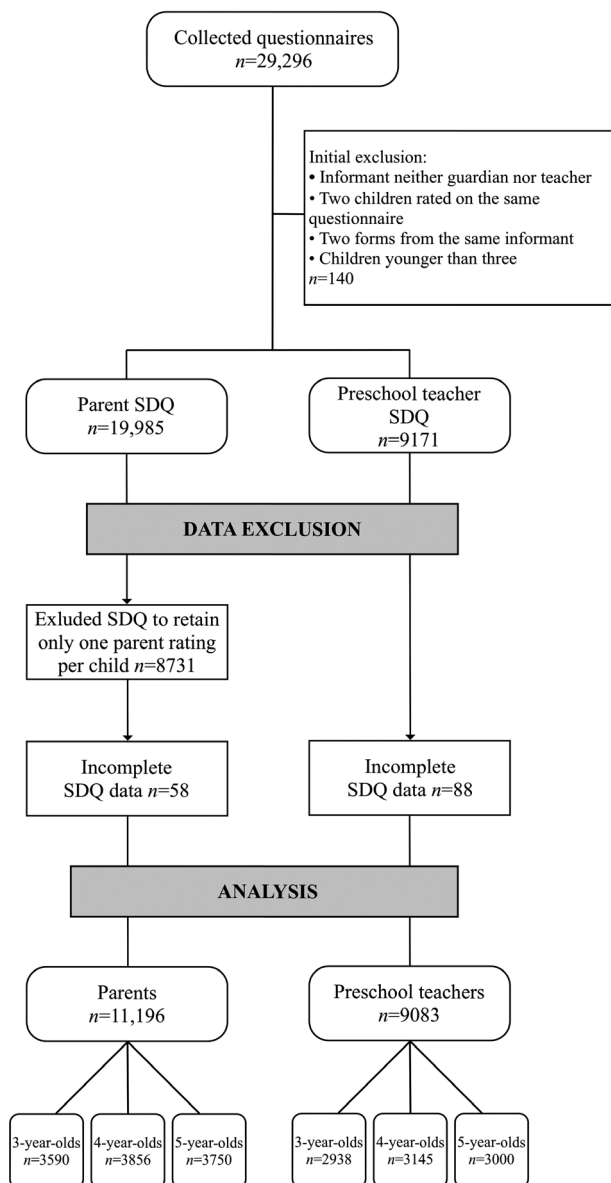 Collected questionnaires
n=29,296
Initial exclusion:
• Informant neither guardian nor teacher
• Two children rated on the same
questionnaire
• Two forms from the same informant
• Children younger than three
n=140
Parent SDQ
n=19,985
Preschool teacher
SDQ
n=9171
DATA EXCLUSION
Exluded SDQ to retain
only one parent rating
per child n=8731
Incomplete
SDQ data n=58
Incomplete
SDQ data n=88
ANALYSIS
Parents
n=11,196
Preschool teachers
n=9083
3-year-olds
n=3590
4-year-olds
n=3856
5-year-olds
n=3750
3-year-olds
n=2938
4-year-olds
n=3145
5-year-olds
n=3000